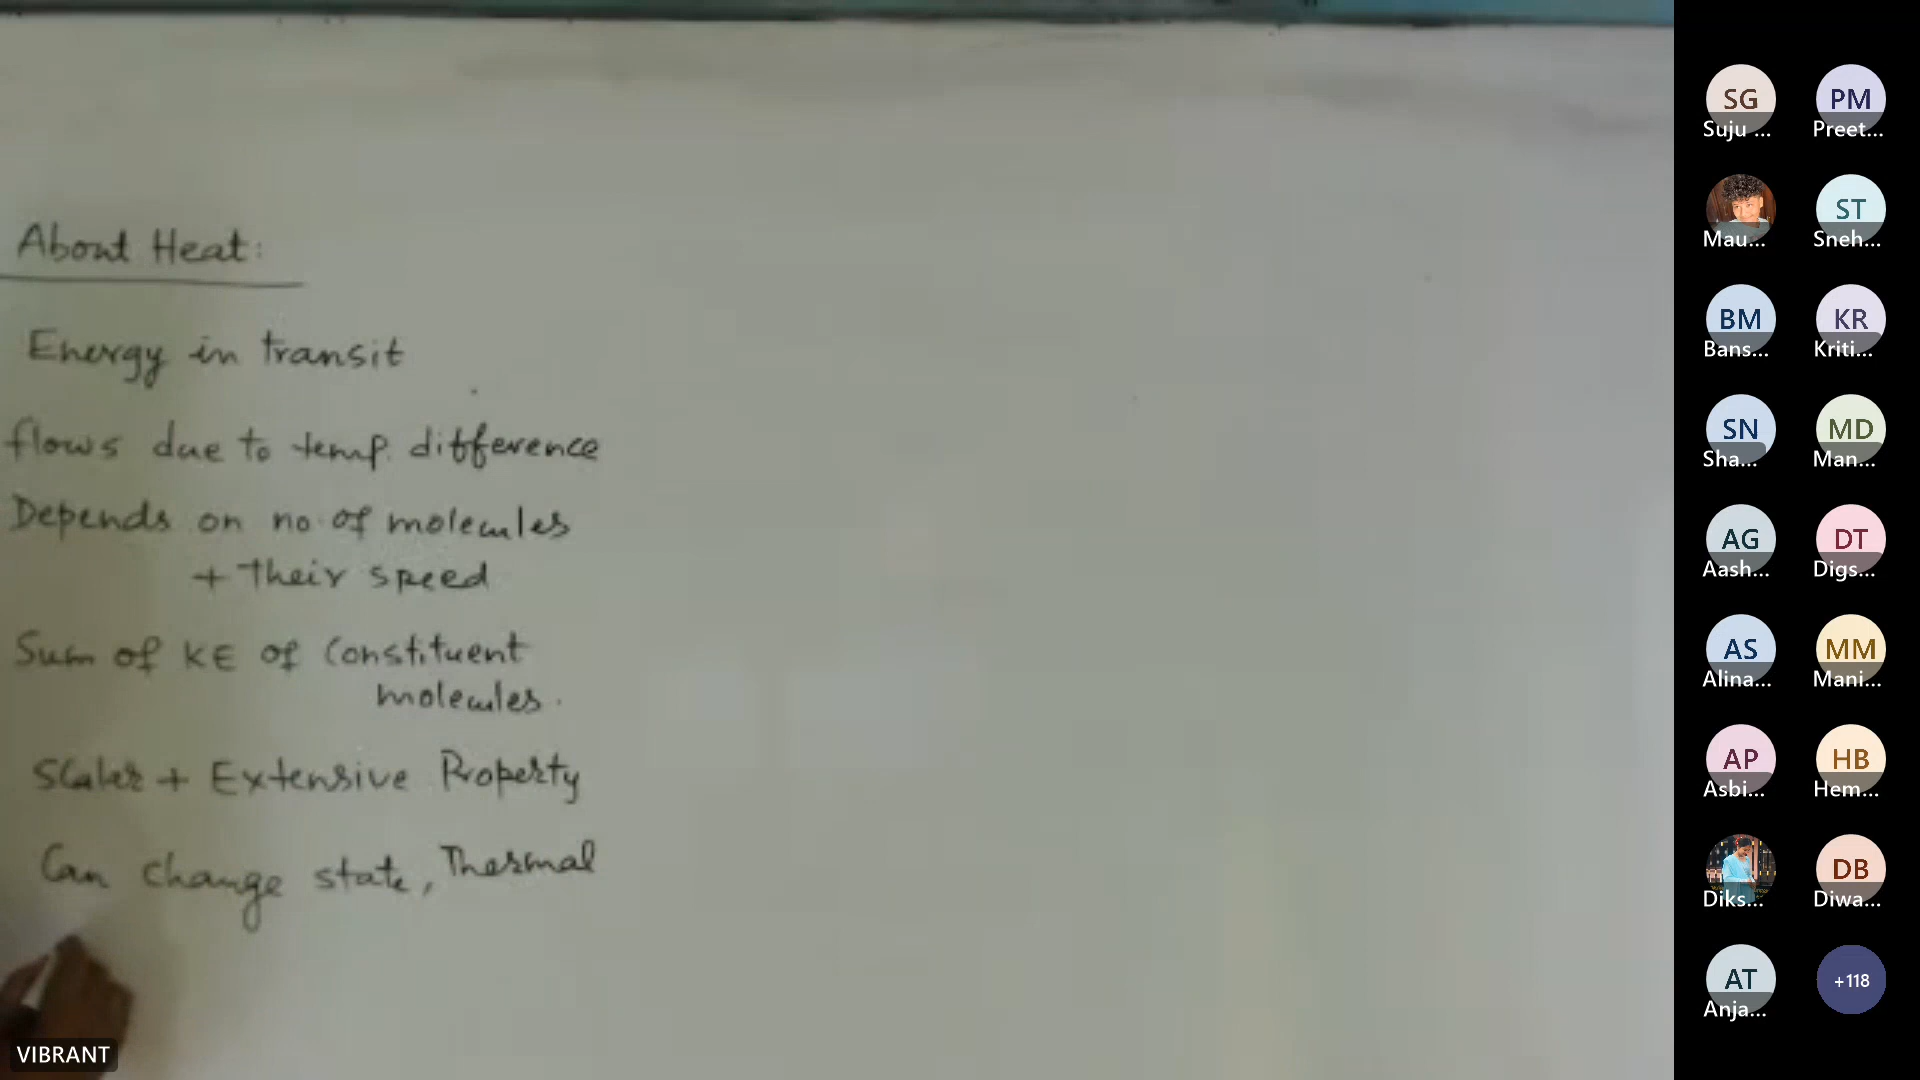 About Heat:
Energy in transit
flows due to temp. difference
Depends on no. of molecules
+ their speed
Sum of KE of constituent
molecules.
Scaler + Extensive Property
Can change state, Thermal
VIBRANT
SG
Suju ...
PM
Preet...
Mau...
ST
Sneh...
BM
Bans...
KR
Kriti...
SN
Sha...
MD
Man...
AG
Aash...
DT
Digs...
AS
Alina...
MM
Mani...
AP
Asbi...
HB
Hem...
Diks...
DB
Diwa...
AT
Anja...
+118